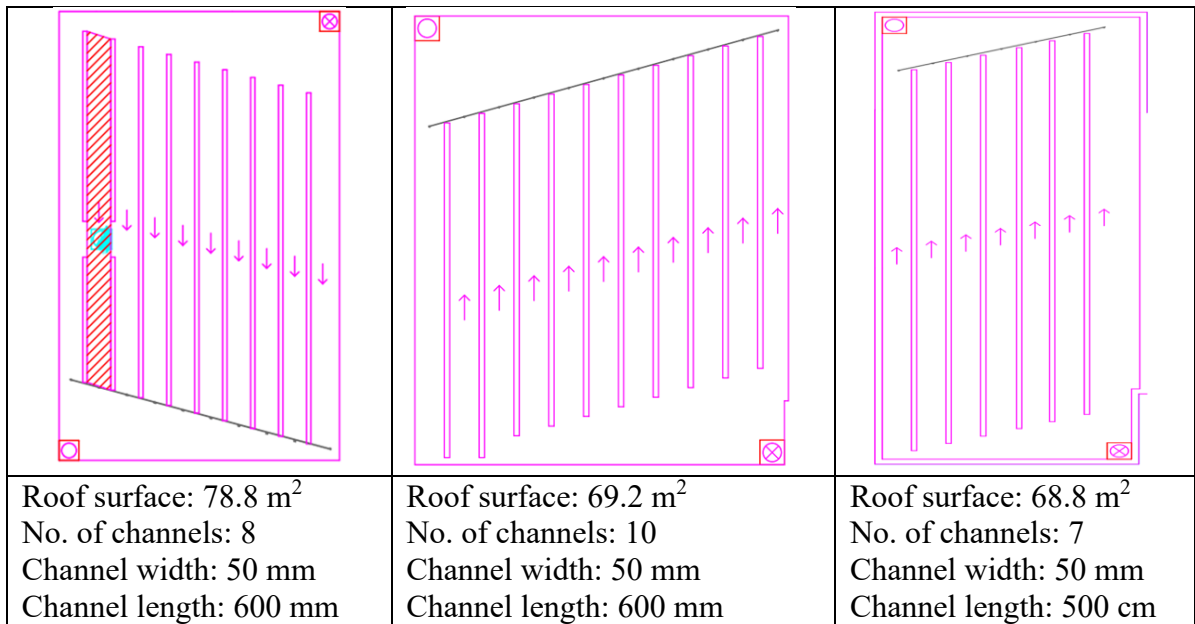 Roof surface: 78.8 m²
No. of channels: 8
Channel width: 50 mm
Channel length: 600 mm
Roof surface: 69.2 m²
No. of channels: 10
Channel width: 50 mm
Channel length: 600 mm
Roof surface: 68.8 m²
No. of channels: 7
Channel width: 50 mm
Channel length: 500 cm